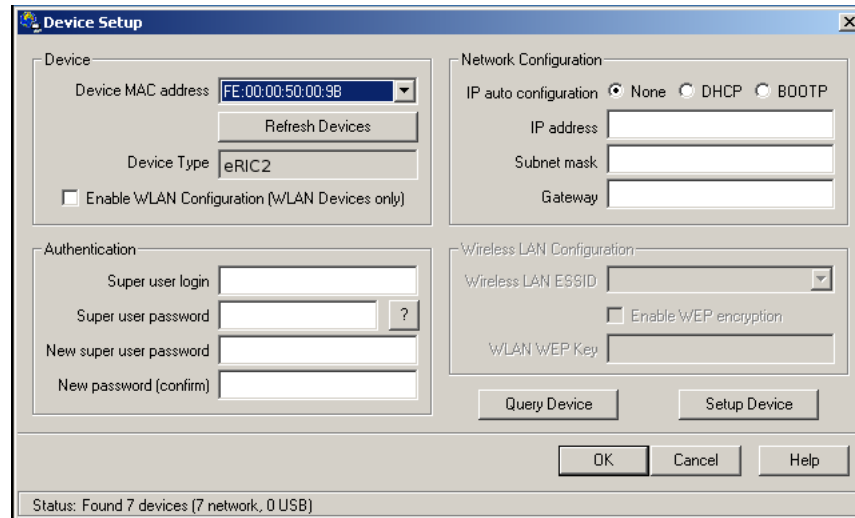 Device Setup
Device
Device MAC address FE:00:00:50:00:9B
Refresh Devices
Device Type eRIC2
Enable WLAN Configuration (WLAN Devices only)
Network Configuration
IP auto configuration None DHCP BOOTP
IP address
Subnet mask
Gateway
Authentication
Super user login
Super user password ?
New super user password
New password (confirm)
Wireless LAN Configuration
Wireless LAN ESSID
Enable WEP encryption
WLAN WEP Key
Query Device Setup Device
OK Cancel Help
Status: Found 7 devices (7 network, 0 USB)